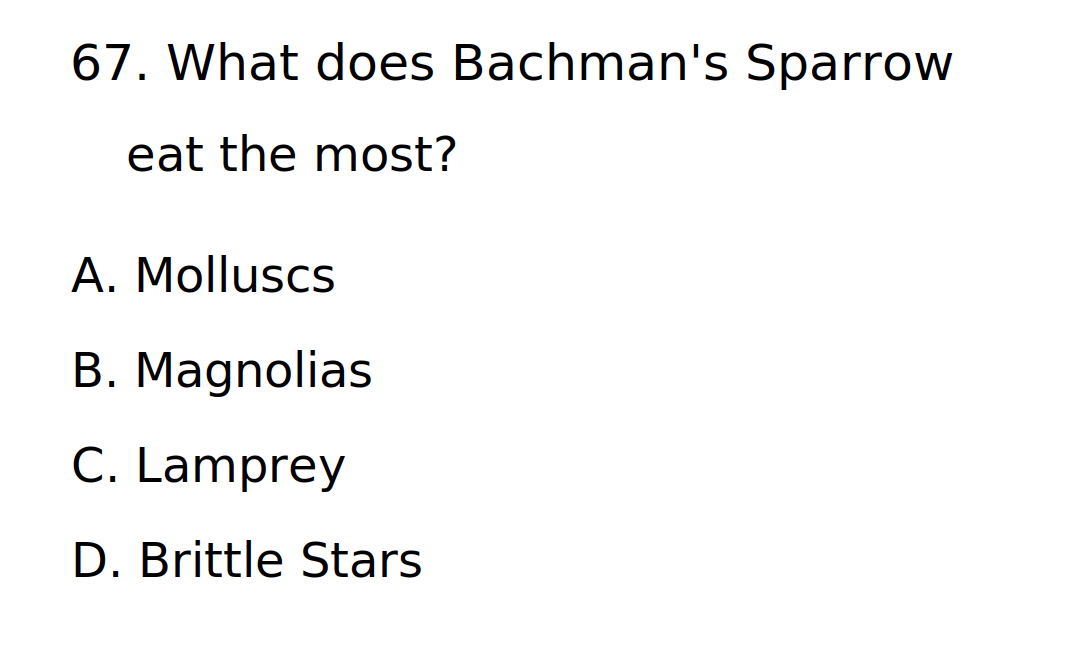 67. What does Bachman's Sparrow
eat the most?
A. Molluscs
B. Magnolias
C. Lamprey
D. Brittle Stars